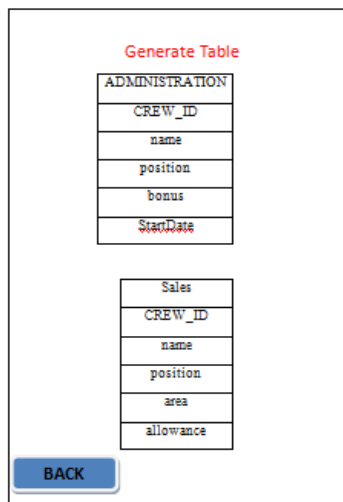 Generate Table
ADMINISTRATION
CREW_ID
name
position
bonus
StartDate
Sales
CREW_ID
name
position
area
allowance
BACK